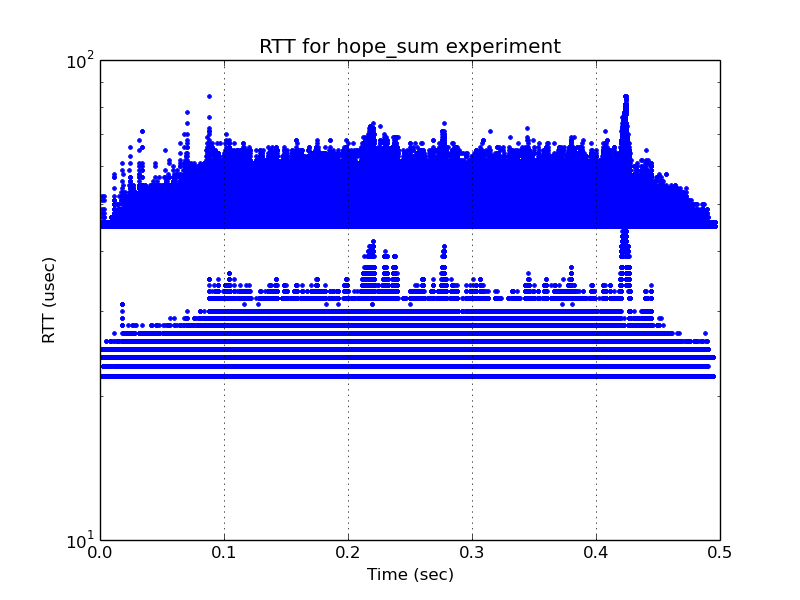 RTT for hope_sum experiment
10²
RTT (usec)
10¹
0.0 0.1 0.2 0.3 0.4 0.5
Time (sec)